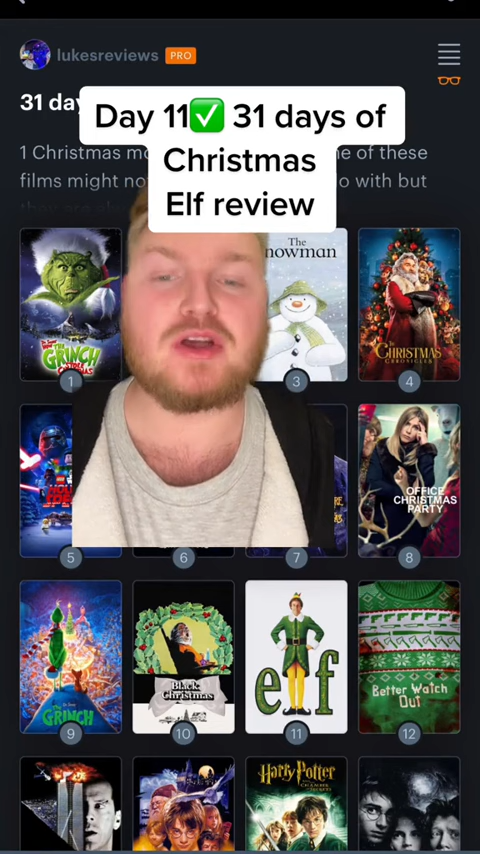 lukesreviews PRO
31 day
Day 11✅ 31 days of
Christmas
Elf review
1 Christmas mo
e of these
films might no
o with but
The
nowman
GRINCH
THE
CHRISTMAS
CHRONICLES
1
3
4
OFFICE
CHRISTMAS
PARTY
5
6
7
8
GRINCH
Black
Christmas
elf
Better Watch
Out
9
10
11
12
Harry Potter